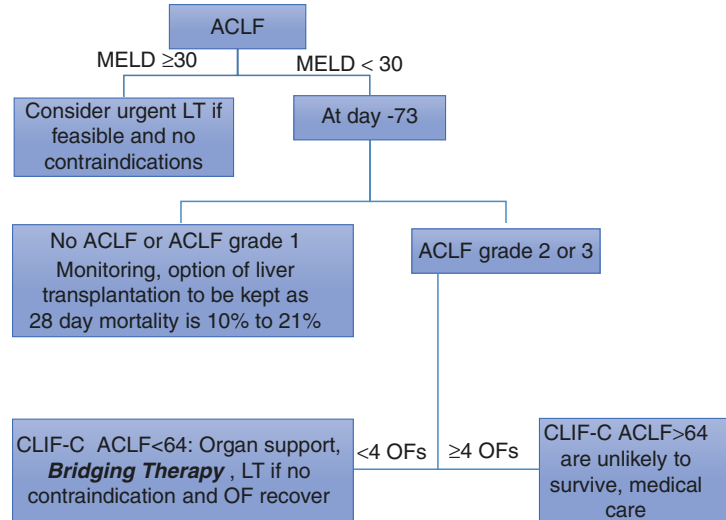 ACLF
MELD ≥30
MELD < 30
Consider urgent LT if
feasible and no
contraindications
At day -73
No ACLF or ACLF grade 1
Monitoring, option of liver
transplantation to be kept as
28 day mortality is 10% to 21%
ACLF grade 2 or 3
CLIF-C ACLF<64: Organ support,
Bridging Therapy , LT if no
contraindication and OF recover
<4 OFs
≥4 OFs
CLIF-C ACLF>64
are unlikely to
survive, medical
care